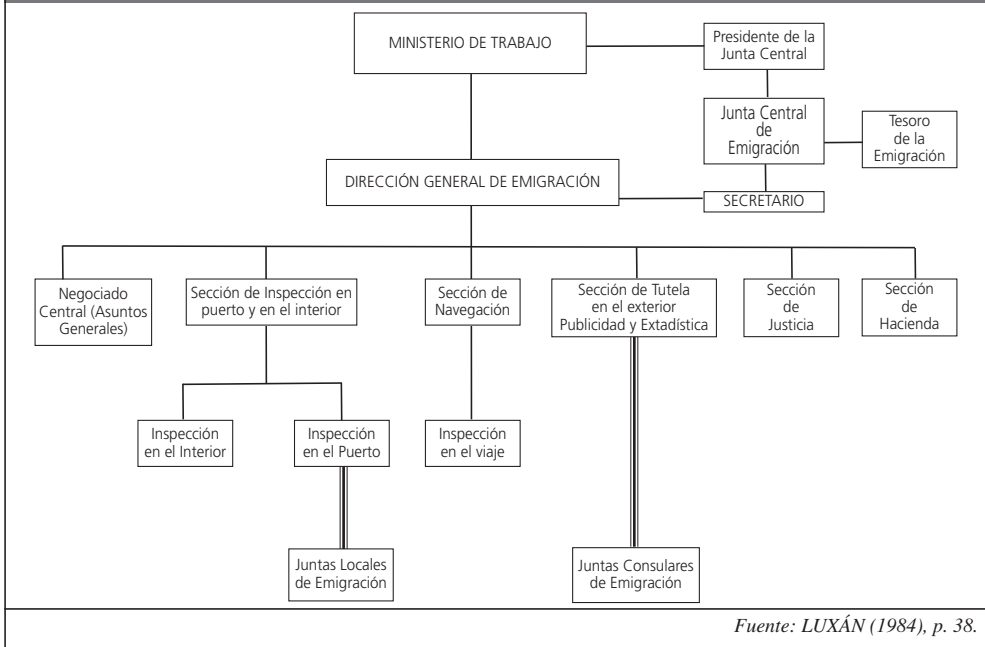 MINISTERIO DE TRABAJO
Presidente de la
Junta Central
Junta Central
de
Emigración
Tesoro
de la
Emigración
DIRECCIÓN GENERAL DE EMIGRACIÓN
SECRETARIO
Negociado
Central (Asuntos
Generales)
Sección de Inspección en
puerto y en el interior
Sección de
Navegación
Sección de Tutela
en el exterior
Publicidad y Extadística
Sección
de
Justicia
Sección
de
Hacienda
Inspección
en el Interior
Inspección
en el Puerto
Inspección
en el viaje
Juntas Locales
de Emigración
Juntas Consulares
de Emigración
Fuente: LUXÁN (1984), p. 38.